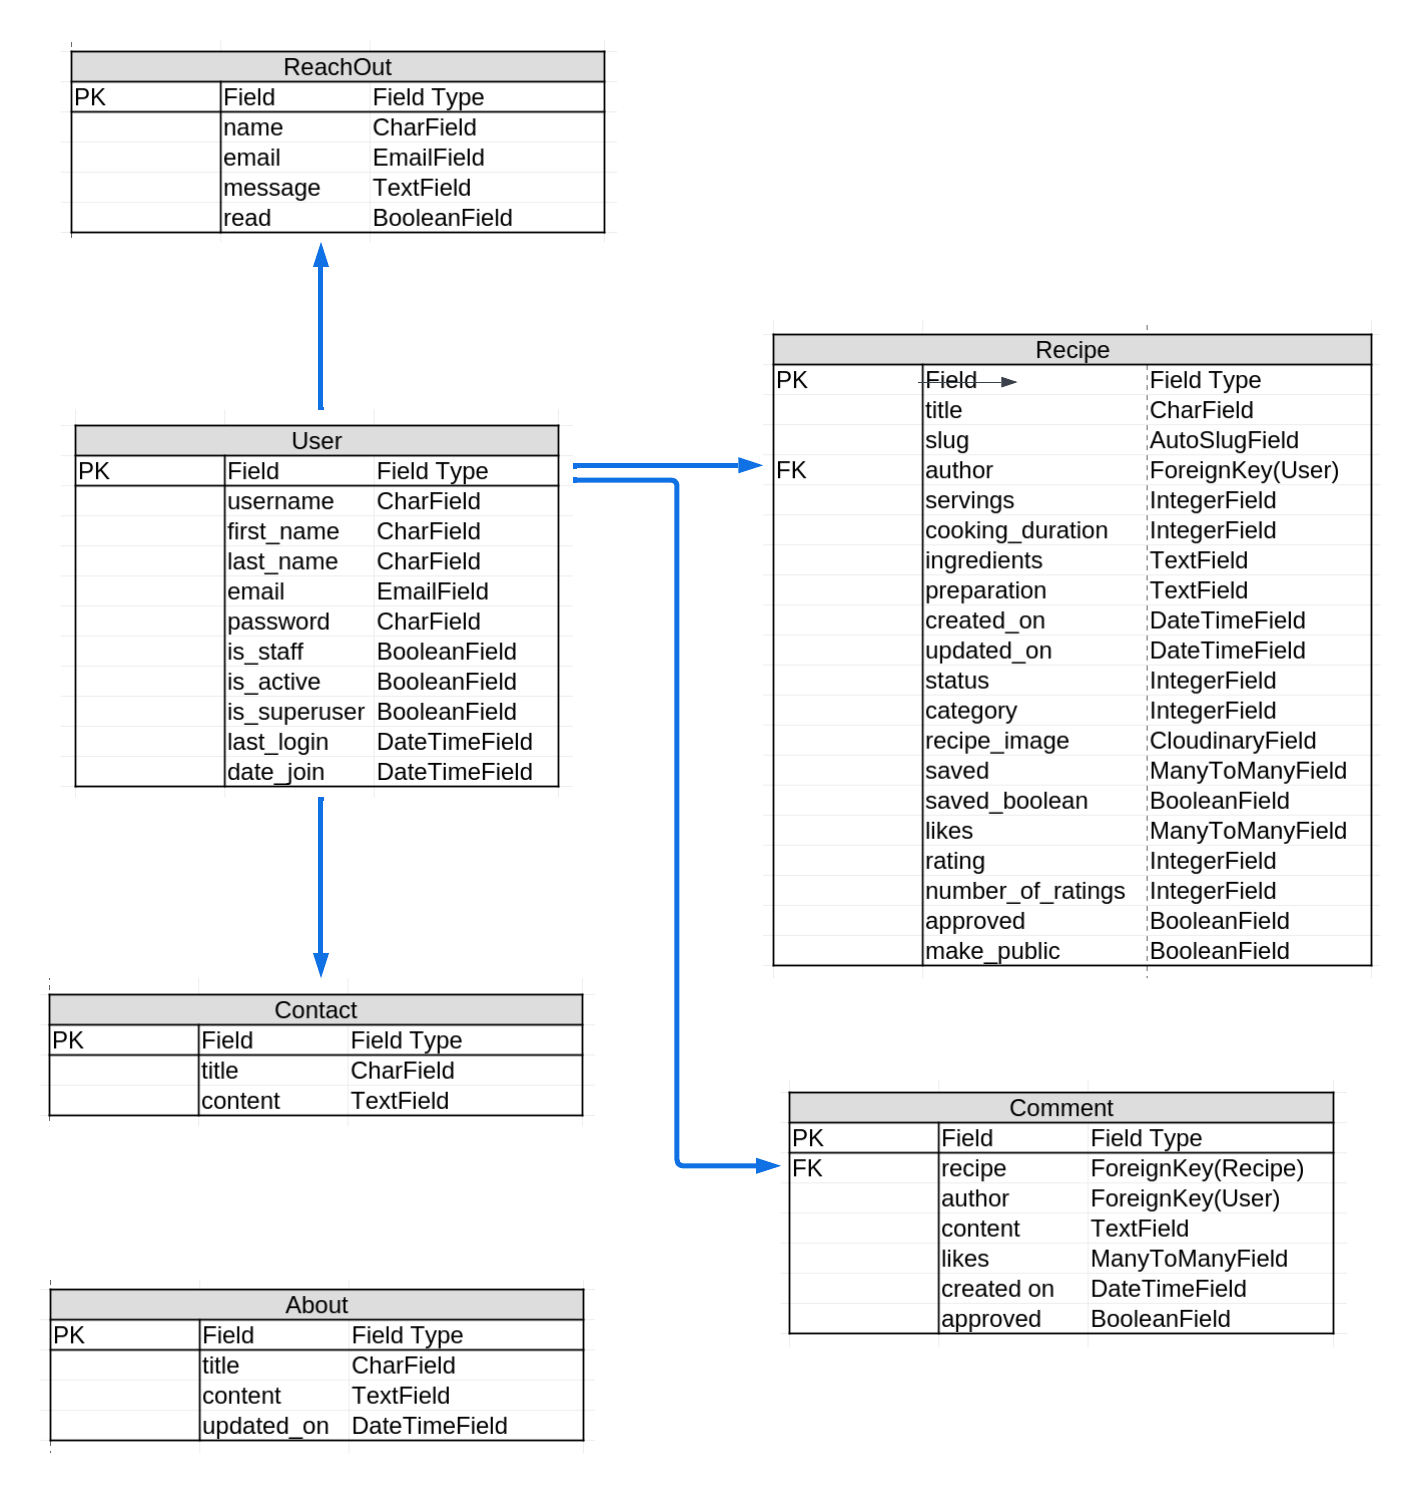 ReachOut
PK Field Field Type
name CharField
email EmailField
message TextField
read BooleanField
User
PK Field Field Type
username CharField
first_name CharField
last_name CharField
email EmailField
password CharField
is_staff BooleanField
is_active BooleanField
is_superuser BooleanField
last_login DateTimeField
date_join DateTimeField
Contact
PK Field Field Type
title CharField
content TextField
About
PK Field Field Type
title CharField
content TextField
updated_on DateTimeField
Recipe
PK Field Field Type
title CharField
slug AutoSlugField
FK author ForeignKey(User)
servings IntegerField
cooking_duration IntegerField
ingredients TextField
preparation TextField
created_on DateTimeField
updated_on DateTimeField
status IntegerField
category IntegerField
recipe_image CloudinaryField
saved ManyToManyField
saved_boolean BooleanField
likes ManyToManyField
rating IntegerField
number_of_ratings IntegerField
approved BooleanField
make_public BooleanField
Comment
PK Field Field Type
FK recipe ForeignKey(Recipe)
author ForeignKey(User)
content TextField
likes ManyToManyField
created on DateTimeField
approved BooleanField